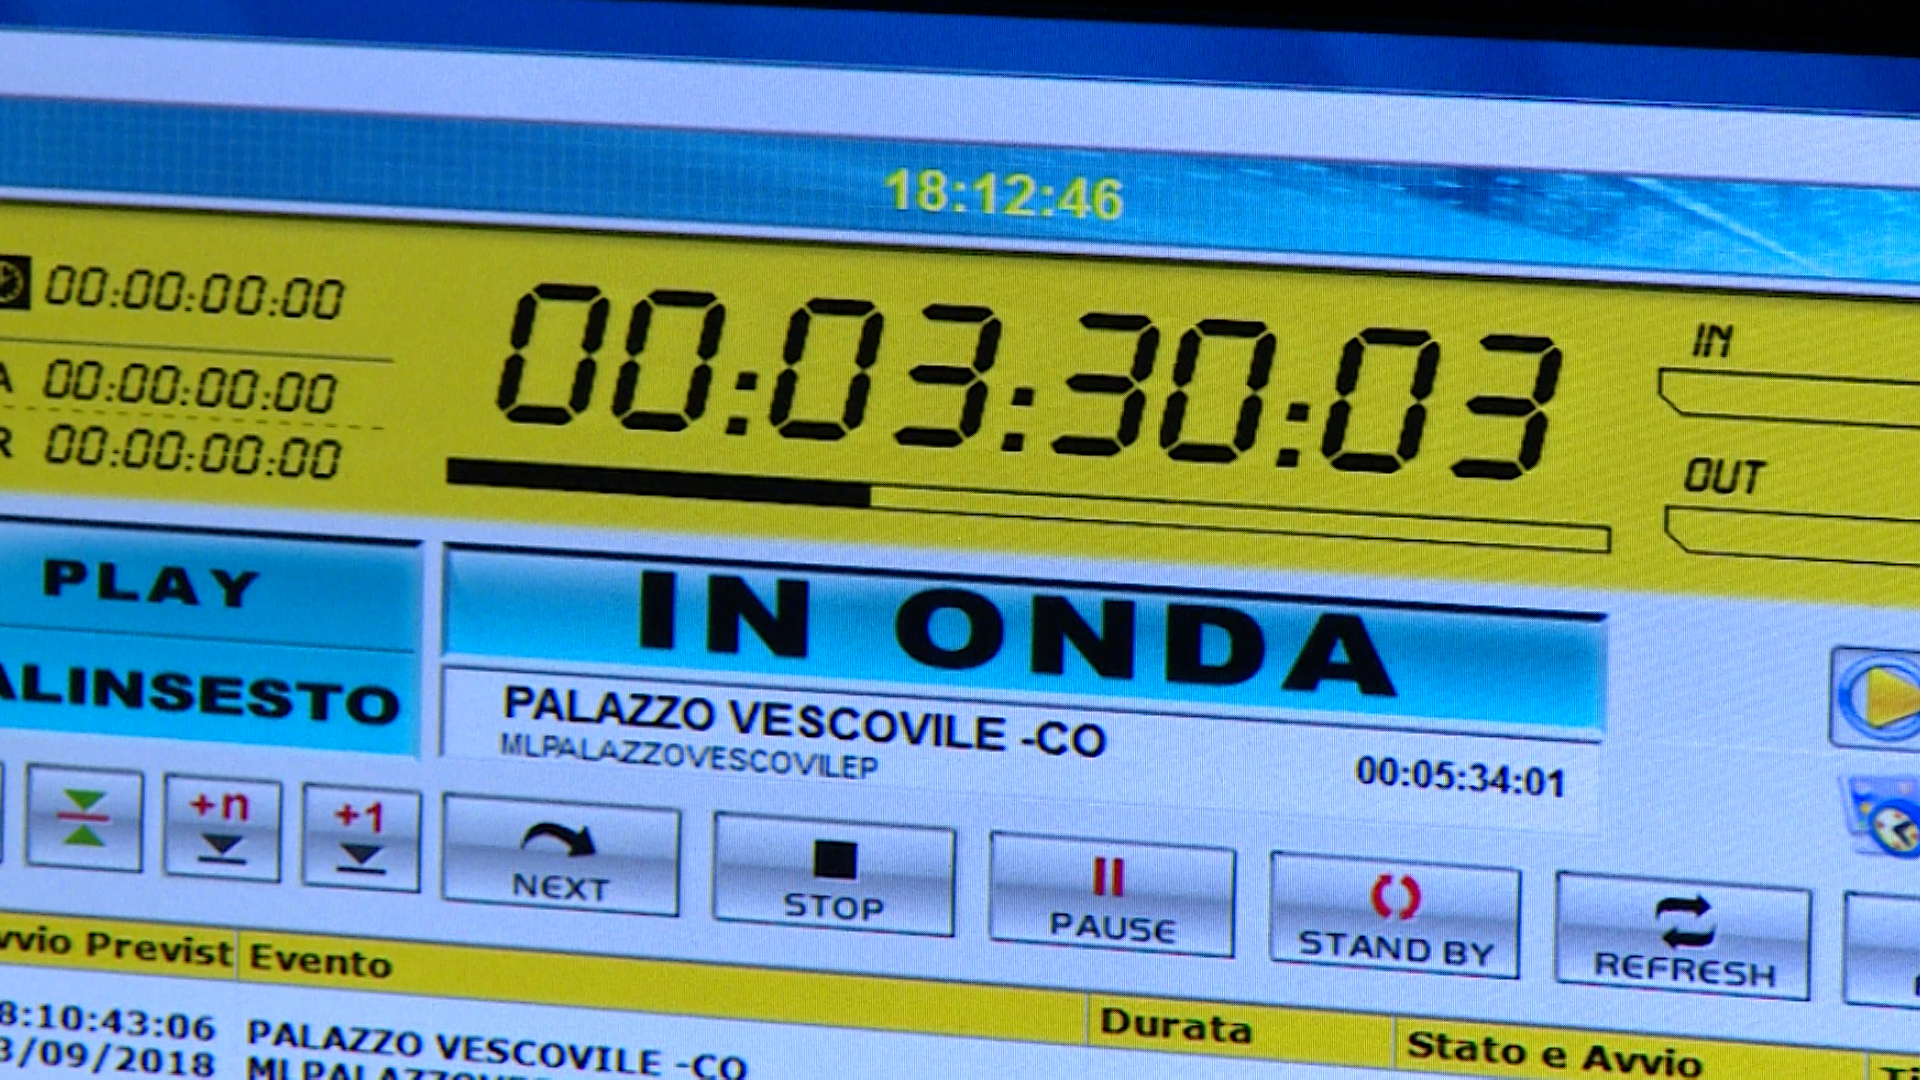 18:12:46
00:00:00:00
A 00:00:00:00
R 00:00:00:00
00:03:30:03
IN
OUT
PLAY
ALINSESTO
IN ONDA
PALAZZO VESCOVILE -CO
MLPALAZZOVESCOVILEP
00:05:34:01
+n
+1
NEXT
STOP
PAUSE
STAND BY
REFRESH
vvio Previst
Evento
Durata
Stato e Avvio
8:10:43:06 PALAZZO VESCOVILE -CO
3/09/2018